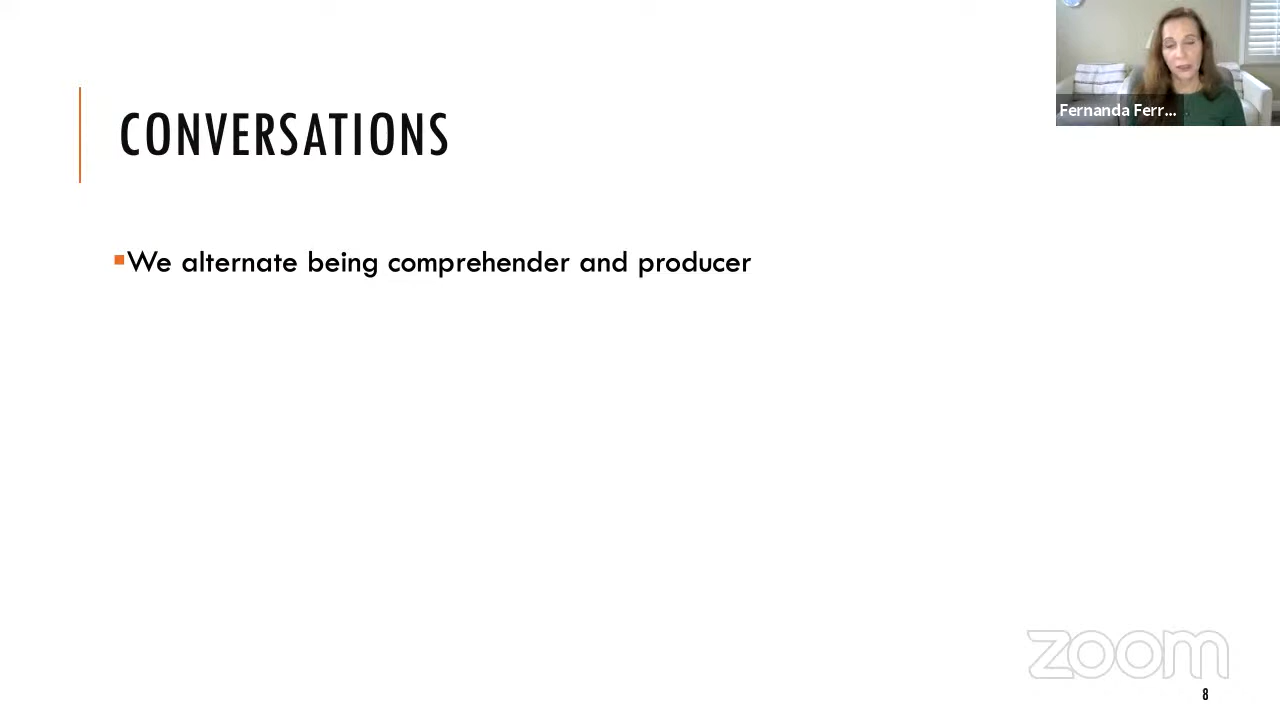 Fernanda Ferr...
CONVERSATIONS
We alternate being comprehender and producer
zoom
8